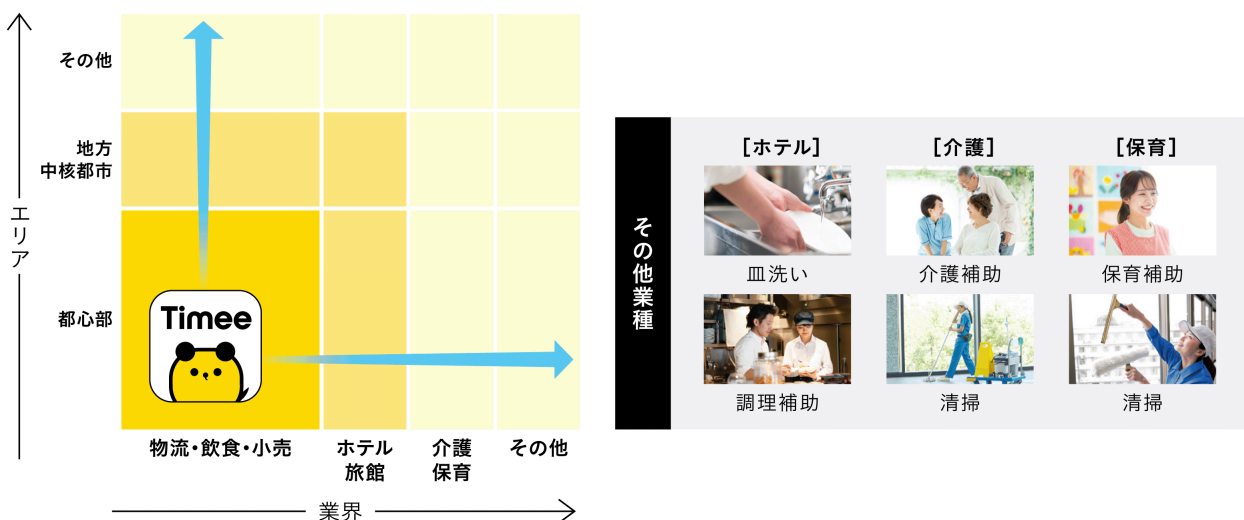 エリア
その他
地方
中核都市
都心部
Timee
物流・飲食・小売
ホテル
旅館
介護
保育
その他
業界
その他業種
[ホテル]
[介護]
[保育]
皿洗い
介護補助
保育補助
調理補助
清掃
清掃